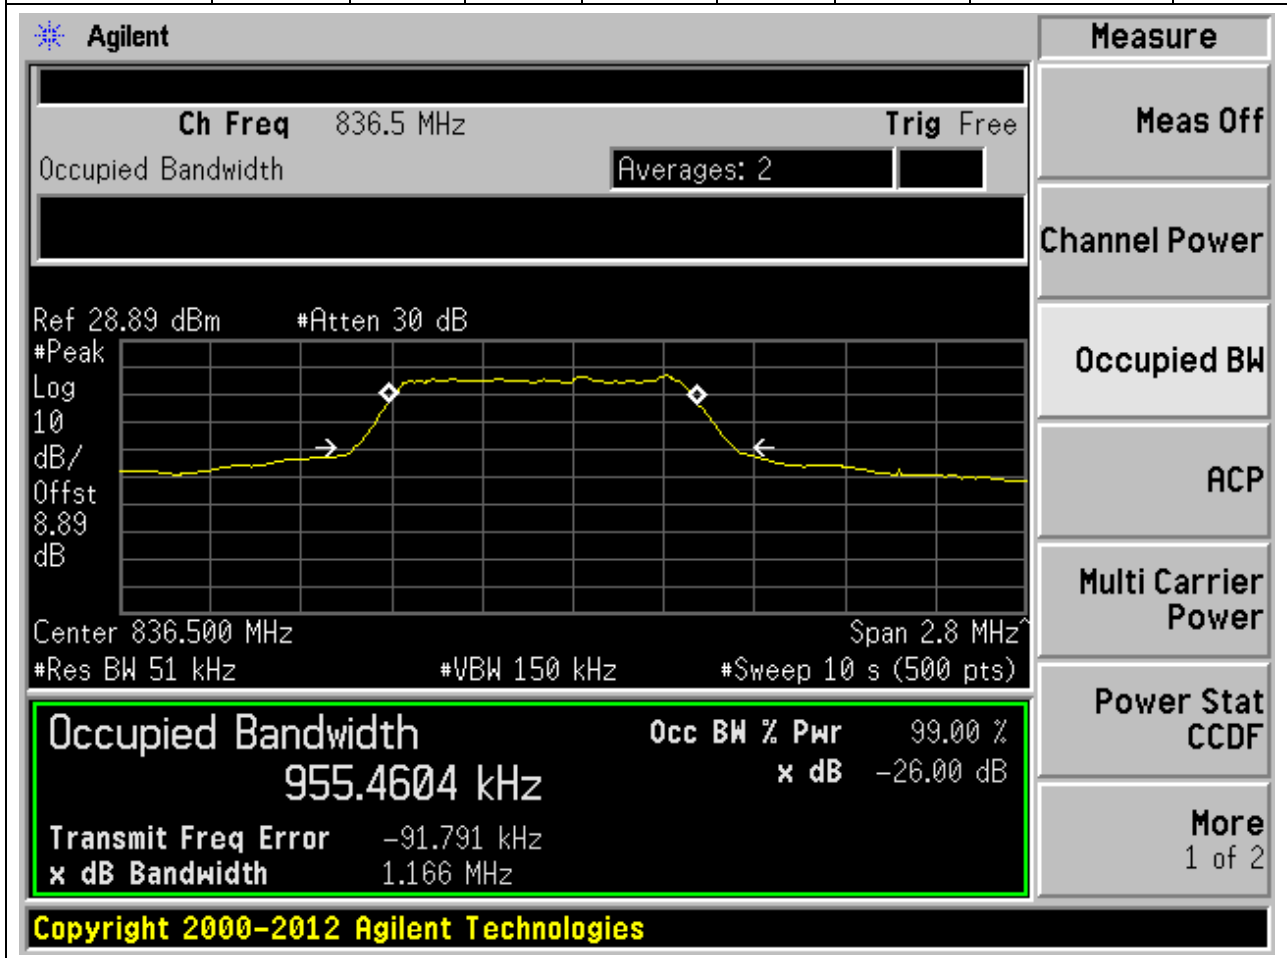 Agilent
Measure
Ch Freq 836.5 MHz Trig Free
Occupied Bandwidth Averages: 2
Meas Off
Channel Power
Occupied BW
ACP
Multi Carrier
Power
Power Stat
CCDF
More
1 of 2
Ref 28.89 dBm #Atten 30 dB
#Peak
Log
10
dB/
Offst
8.89
dB
Center 836.500 MHz Span 2.8 MHz^
#Res BW 51 kHz #VBW 150 kHz #Sweep 10 s (500 pts)
Occupied Bandwidth Occ BW % Pwr 99.00 %
955.4604 kHz x dB -26.00 dB
Transmit Freq Error -91.791 kHz
x dB Bandwidth 1.166 MHz
Copyright 2000-2012 Agilent Technologies